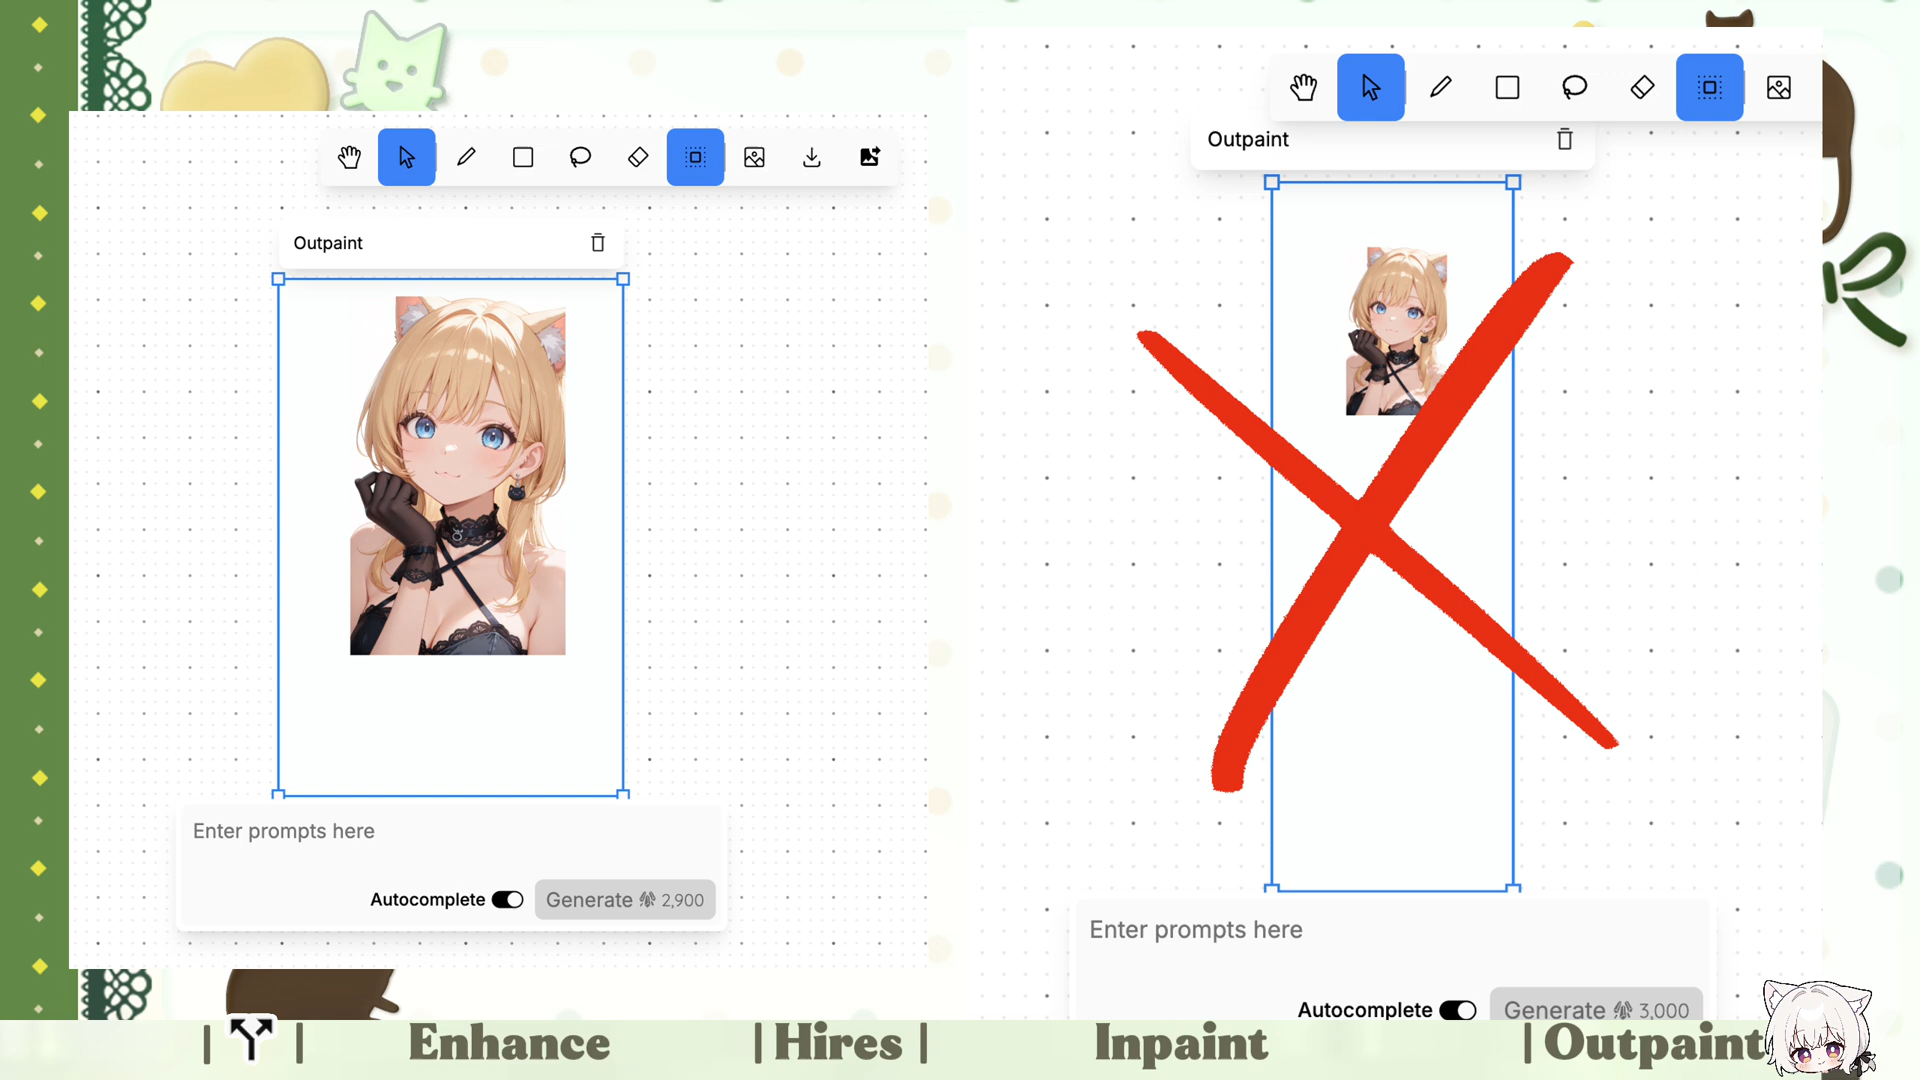 Outpaint
Enter prompts here
Autocomplete Generate 2,900
Outpaint
Enter prompts here
Autocomplete Generate 3,000
| | Enhance | Hires | Inpaint | Outpaint